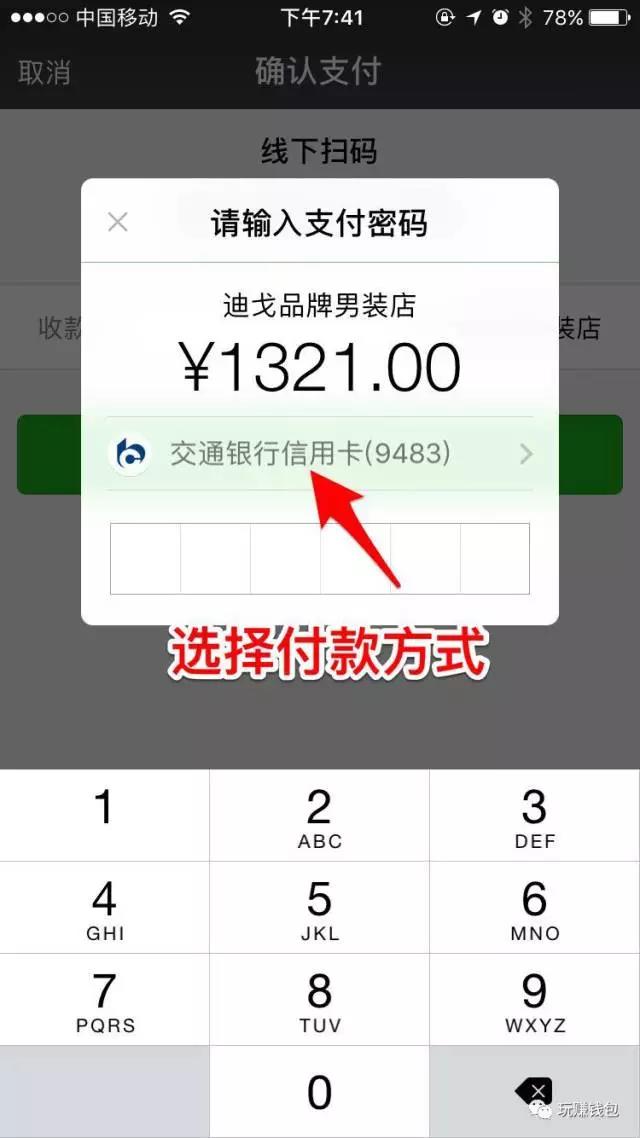 中国移动 下午7:41 78%
取消 确认支付
线下扫码
请输入支付密码
迪戈品牌男装店
¥1321.00
收款 装店
交通银行信用卡(9483)
选择付款方式
1 2 3
ABC DEF
4 5 6
GHI JKL MNO
7 8 9
PQRS TUV WXYZ
0
玩赚钱包